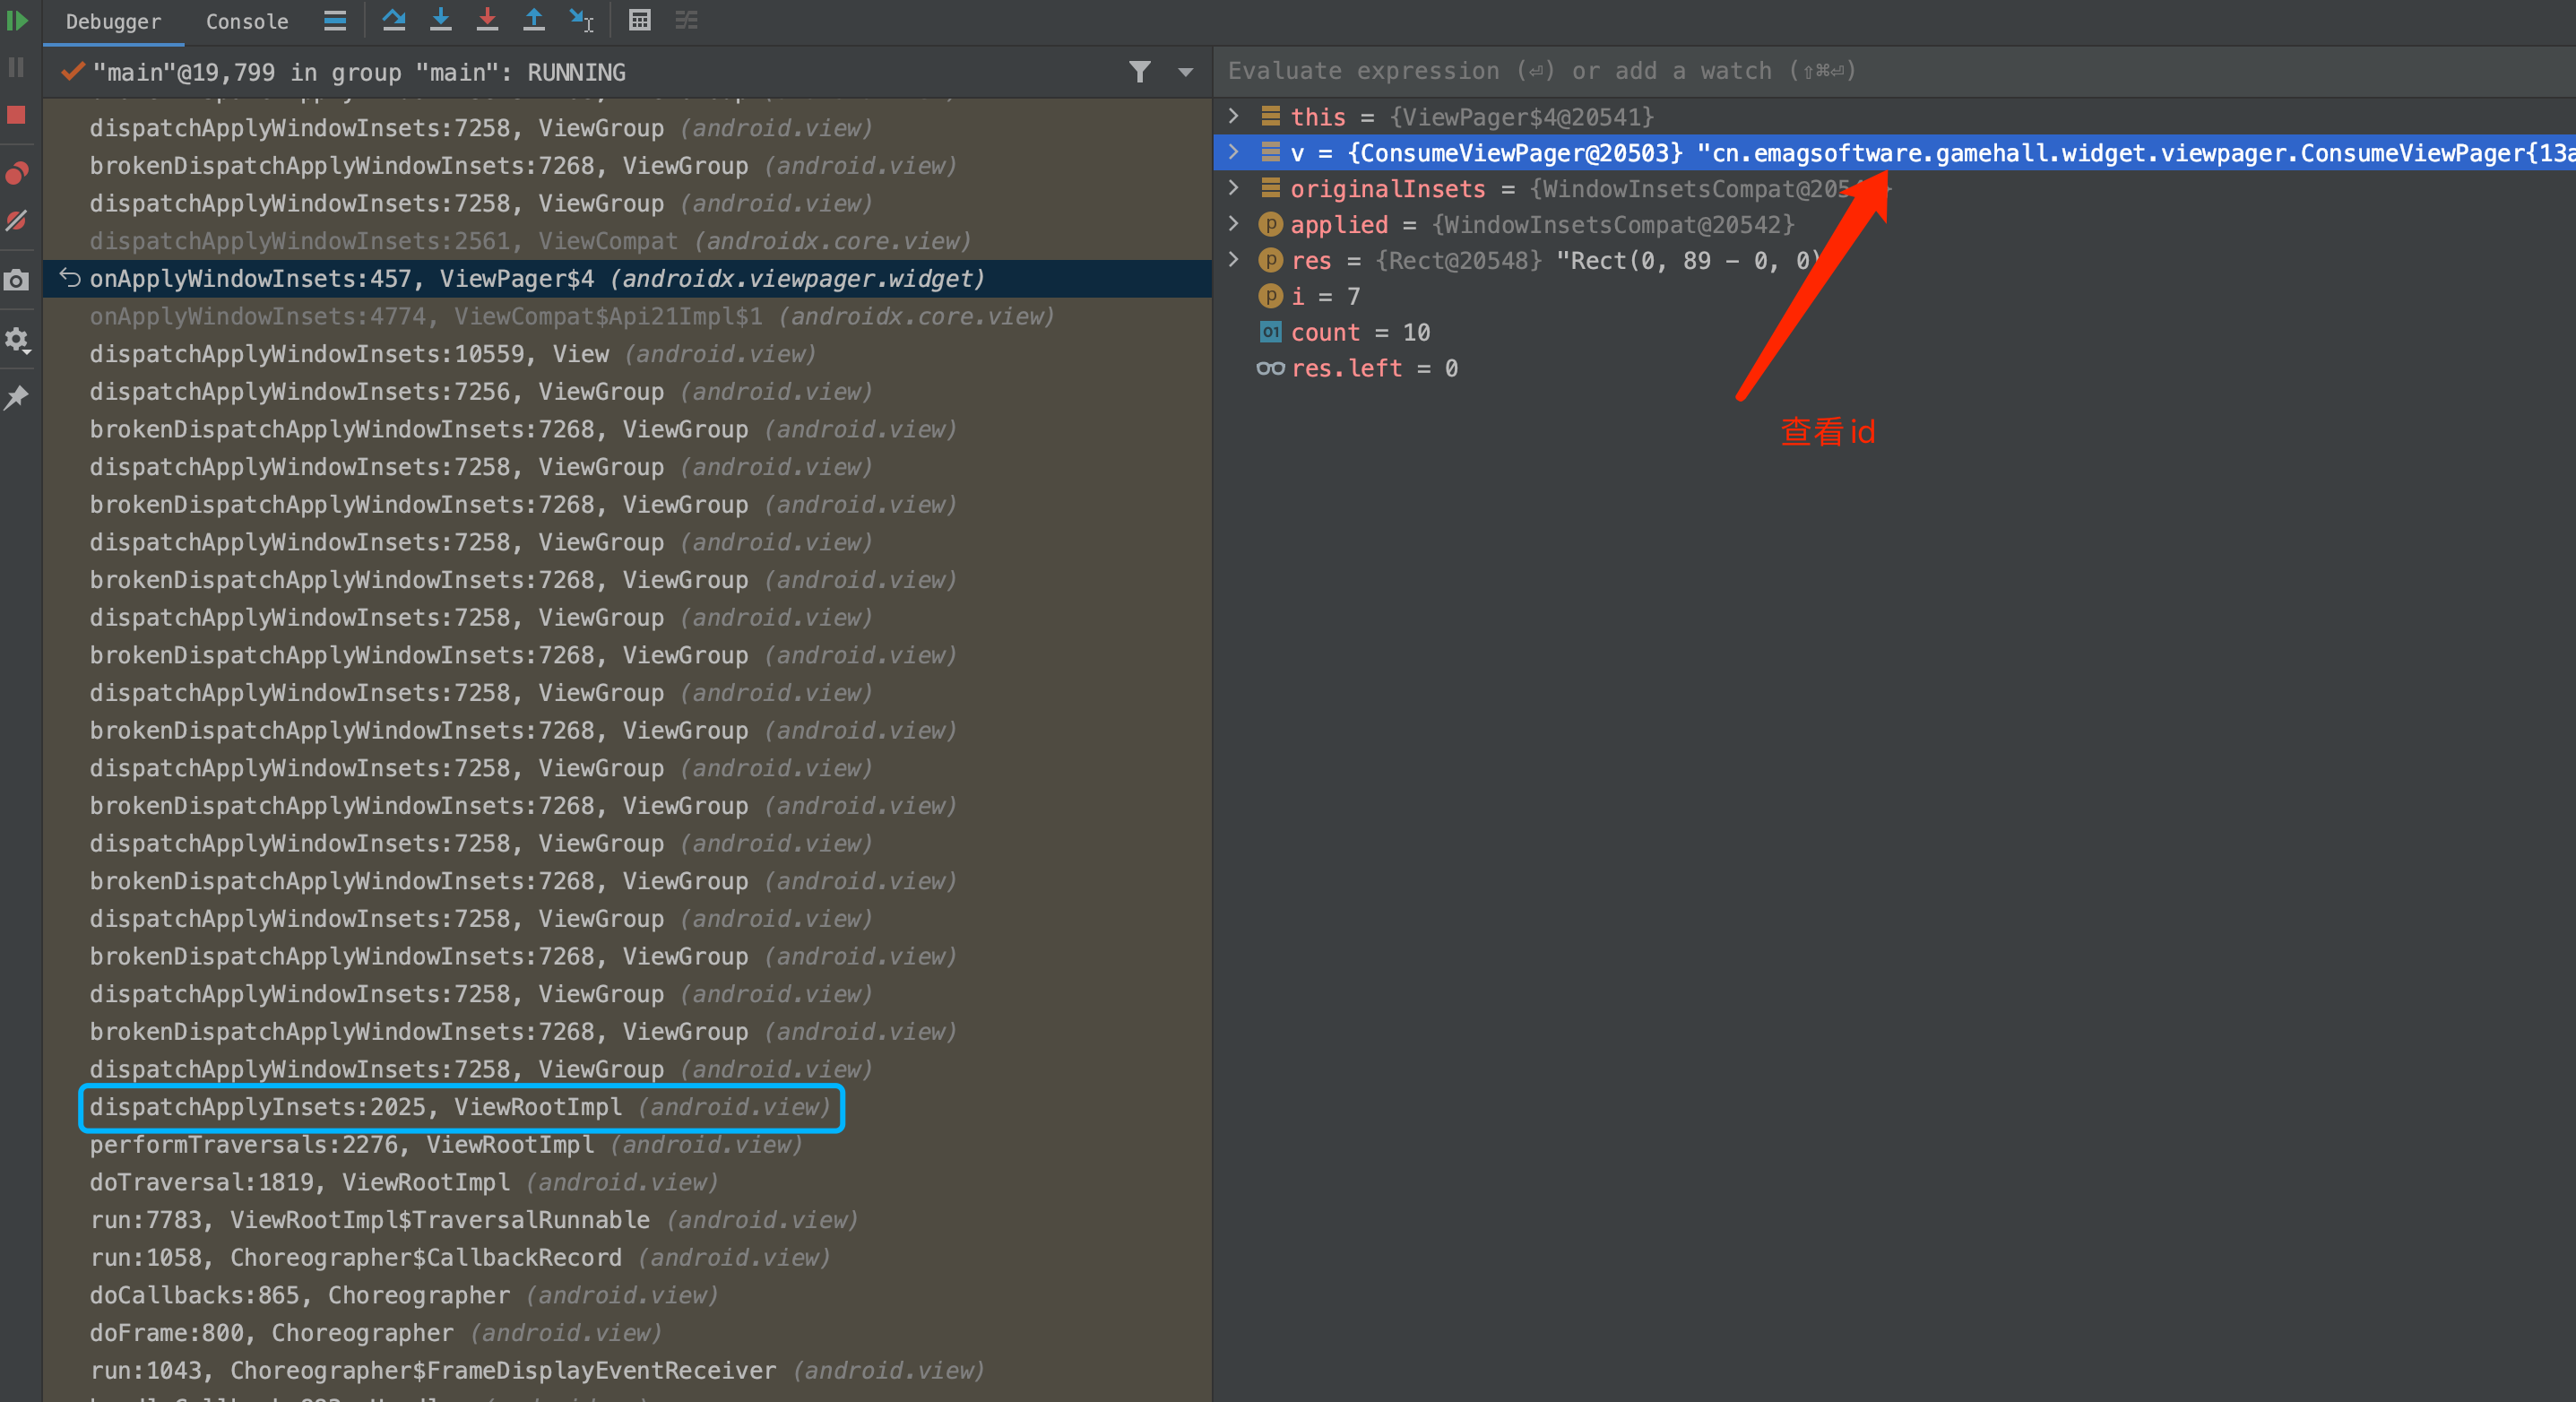 Debugger Console
"main"@19,799 in group "main": RUNNING
dispatchApplyWindowInsets:7258, ViewGroup (android.view)
brokenDispatchApplyWindowInsets:7268, ViewGroup (android.view)
dispatchApplyWindowInsets:7258, ViewGroup (android.view)
dispatchApplyWindowInsets:2561, ViewCompat (androidx.core.view)
onApplyWindowInsets:457, ViewPager$4 (androidx.viewpager.widget)
onApplyWindowInsets:4774, ViewCompat$Api21Impl$1 (androidx.core.view)
dispatchApplyWindowInsets:10559, View (android.view)
dispatchApplyWindowInsets:7256, ViewGroup (android.view)
brokenDispatchApplyWindowInsets:7268, ViewGroup (android.view)
dispatchApplyWindowInsets:7258, ViewGroup (android.view)
brokenDispatchApplyWindowInsets:7268, ViewGroup (android.view)
dispatchApplyWindowInsets:7258, ViewGroup (android.view)
brokenDispatchApplyWindowInsets:7268, ViewGroup (android.view)
dispatchApplyWindowInsets:7258, ViewGroup (android.view)
brokenDispatchApplyWindowInsets:7268, ViewGroup (android.view)
dispatchApplyWindowInsets:7258, ViewGroup (android.view)
brokenDispatchApplyWindowInsets:7268, ViewGroup (android.view)
dispatchApplyWindowInsets:7258, ViewGroup (android.view)
brokenDispatchApplyWindowInsets:7268, ViewGroup (android.view)
dispatchApplyWindowInsets:7258, ViewGroup (android.view)
brokenDispatchApplyWindowInsets:7268, ViewGroup (android.view)
dispatchApplyWindowInsets:7258, ViewGroup (android.view)
brokenDispatchApplyWindowInsets:7268, ViewGroup (android.view)
dispatchApplyWindowInsets:7258, ViewGroup (android.view)
brokenDispatchApplyWindowInsets:7268, ViewGroup (android.view)
dispatchApplyWindowInsets:7258, ViewGroup (android.view)
dispatchApplyInsets:2025, ViewRootImpl (android.view)
performTraversals:2276, ViewRootImpl (android.view)
doTraversal:1819, ViewRootImpl (android.view)
run:7783, ViewRootImpl$TraversalRunnable (android.view)
run:1058, Choreographer$CallbackRecord (android.view)
doCallbacks:865, Choreographer (android.view)
doFrame:800, Choreographer (android.view)
run:1043, Choreographer$FrameDisplayEventReceiver (android.view)
Evaluate expression (⏎) or add a watch (⇧⌘⏎)
this = {ViewPager$4@20541}
v = {ConsumeViewPager@20503} "cn.emagsoftware.gamehall.widget.viewpager.ConsumeViewPager{13a
originalInsets = {WindowInsetsCompat@205
p applied = {WindowInsetsCompat@20542}
p res = {Rect@20548} "Rect(0, 89 - 0, 0)
p i = 7
01 count = 10
res.left = 0
查看id